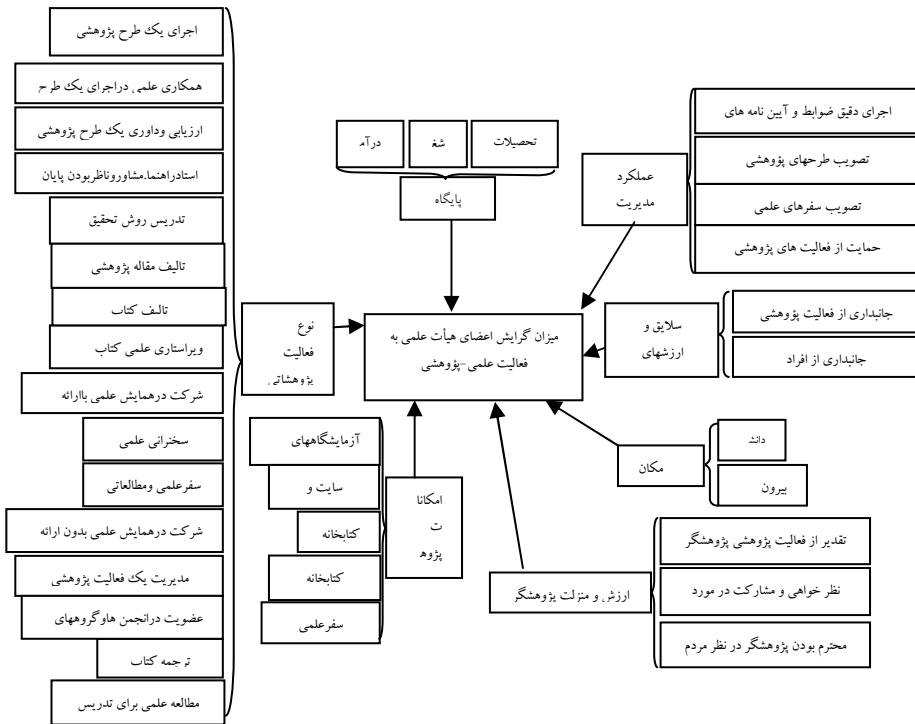 اجرای یک طرح پژوهشی
همکاری علمی دراجرای یک طرح
ارزیابی وداوری یک طرح پژوهشی
استادراهنما،مشاوروناظربودن پایان
تدریس روش تحقیق
تالیف مقاله پژوهشی
تالیف کتاب
ویراستاری علمی کتاب
شرکت درهمایش علمی باارائه
سخنرانی علمی
سفرعلمی ومطالعاتی
شرکت درهمایش علمی بدون ارائه
مدیریت یک فعالیت پژوهشی
عضویت درانجمن هاوگروههای
ترجمه کتاب
مطالعه علمی برای تدریس
نوع
فعالیت
پژوهشاتی
تحصیلات
شغ
درآمـ
پایگاه
عملکرد
مدیریت
اجرای دقیق ضوابط و آیین نامه های
تصویب طرحهای پژوهشی
تصویب سفرهای علمی
حمایت از فعالیت های پژوهشی
میزان گرایش اعضای هیأت علمی به
فعالیت علمی-پژوهشی
سلایق و
ارزشهای
جانبداری از فعالیت پژوهشی
جانبداری از افراد
مکان
دانشـ
بیرون
آزمایشگاههای
سایت و
کتابخانه
کتابخانه
سفرعلمی
امکانا
ت
پژوهـ
ارزش و منزلت پژوهشگر
تقدیر از فعالیت پژوهشی پژوهشگر
نظر خواهی و مشارکت در مورد
محترم بودن پژوهشگر در نظر مردم